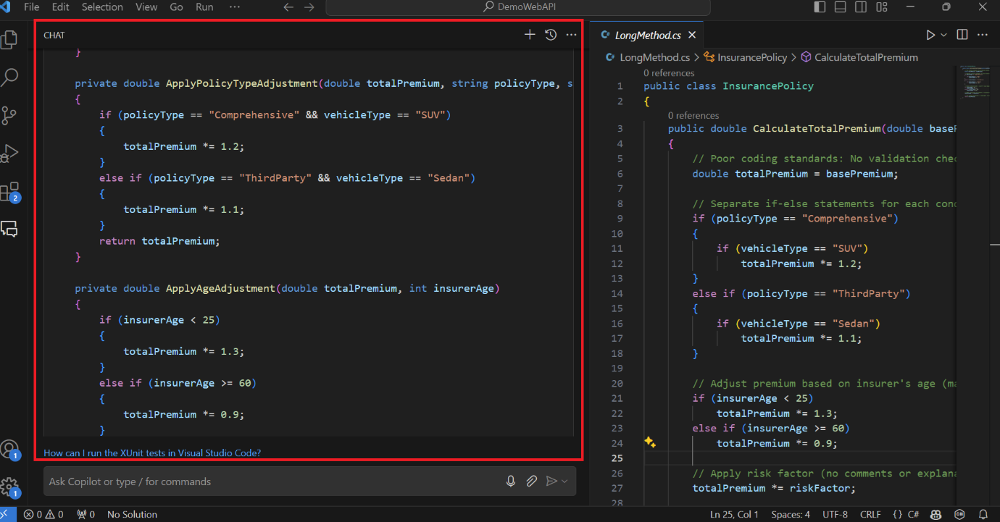 File Edit Selection View Go Run ··· DemoWebAPI
CHAT
}
private double ApplyPolicyTypeAdjustment(double totalPremium, string policyType, s
{
if (policyType == "Comprehensive" && vehicleType == "SUV")
{
totalPremium *= 1.2;
}
else if (policyType == "ThirdParty" && vehicleType == "Sedan")
{
totalPremium *= 1.1;
}
return totalPremium;
}
private double ApplyAgeAdjustment(double totalPremium, int insurerAge)
{
if (insurerAge < 25)
{
totalPremium *= 1.3;
}
else if (insurerAge >= 60)
{
totalPremium *= 0.9;
}
How can I run the XUnit tests in Visual Studio Code?
Ask Copilot or type / for commands
2
1
1
LongMethod.cs
LongMethod.cs > InsurancePolicy > CalculateTotalPremium
0 references
1 public class InsurancePolicy
2 {
0 references
3 public double CalculateTotalPremium(double baseP
4 {
5 // Poor coding standards: No validation chec
6 double totalPremium = basePremium;
7
8 // Separate if-else statements for each cond
9 if (policyType == "Comprehensive")
10 {
11 if (vehicleType == "SUV")
12 totalPremium *= 1.2;
13 }
14 else if (policyType == "ThirdParty")
15 {
16 if (vehicleType == "Sedan")
17 totalPremium *= 1.1;
18 }
19
20 // Adjust premium based on insurer's age (ma
21 if (insurerAge < 25)
22 totalPremium *= 1.3;
23 else if (insurerAge >= 60)
24 totalPremium *= 0.9;
25
26 // Apply risk factor (no comments or explana
27 totalPremium *= riskFactor;
28
0 0 0 No Solution Ln 25, Col 1 Spaces: 4 UTF-8 CRLF {} C#